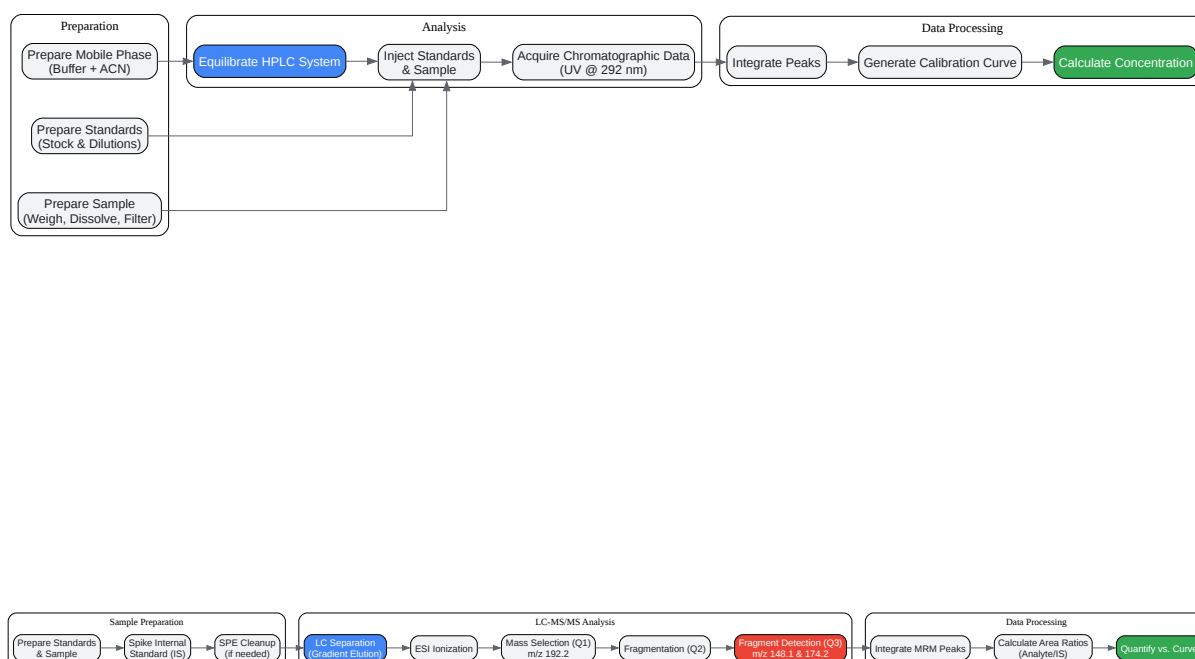 Preparation
Prepare Mobile Phase
(Buffer + ACN)
Prepare Standards
(Stock & Dilutions)
Prepare Sample
(Weigh, Dissolve, Filter)
Analysis
Equilibrate HPLC System
Inject Standards
& Sample
Acquire Chromatographic Data
(UV @ 292 nm)
Data Processing
Integrate Peaks
Generate Calibration Curve
Calculate Concentration
Sample Preparation
Prepare Standards
& Sample
Spike Internal
Standard (IS)
SPE Cleanup
(if needed)
LC-MS/MS Analysis
LC Separation
(Gradient Elution)
ESI Ionization
Mass Selection (Q1)
m/z 192.2
Fragmentation (Q2)
Fragment Detection (Q3)
m/z 148.1 & 174.2
Data Processing
Integrate MRM Peaks
Calculate Area Ratios
(Analyte/IS)
Quantify vs. Curve